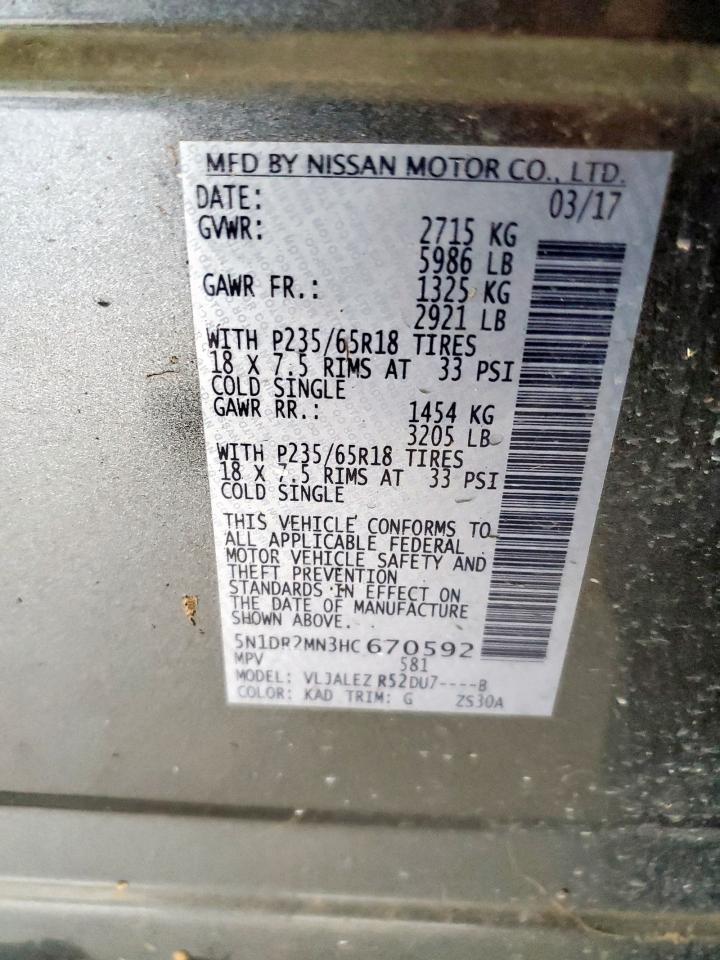 MFD BY NISSAN MOTOR CO., LTD.
DATE: 03/17
GVWR: 2715 KG
5986 LB
GAWR FR.: 1325 KG
2921 LB
WITH P235/65R18 TIRES
18 X 7.5 RIMS AT 33 PSI
COLD SINGLE
GAWR RR.: 1454 KG
3205 LB
WITH P235/65R18 TIRES
18 X 7.5 RIMS AT 33 PSI
COLD SINGLE
THIS VEHICLE CONFORMS TO
ALL APPLICABLE FEDERAL
MOTOR VEHICLE SAFETY AND
THEFT PREVENTION
STANDARDS IN EFFECT ON
THE DATE OF MANUFACTURE
SHOWN ABOVE.
5N1DR2MN3HC670592
MPV 581
MODEL: VLJALEZ R52DU7----B
COLOR: KAD TRIM: G ZS30A